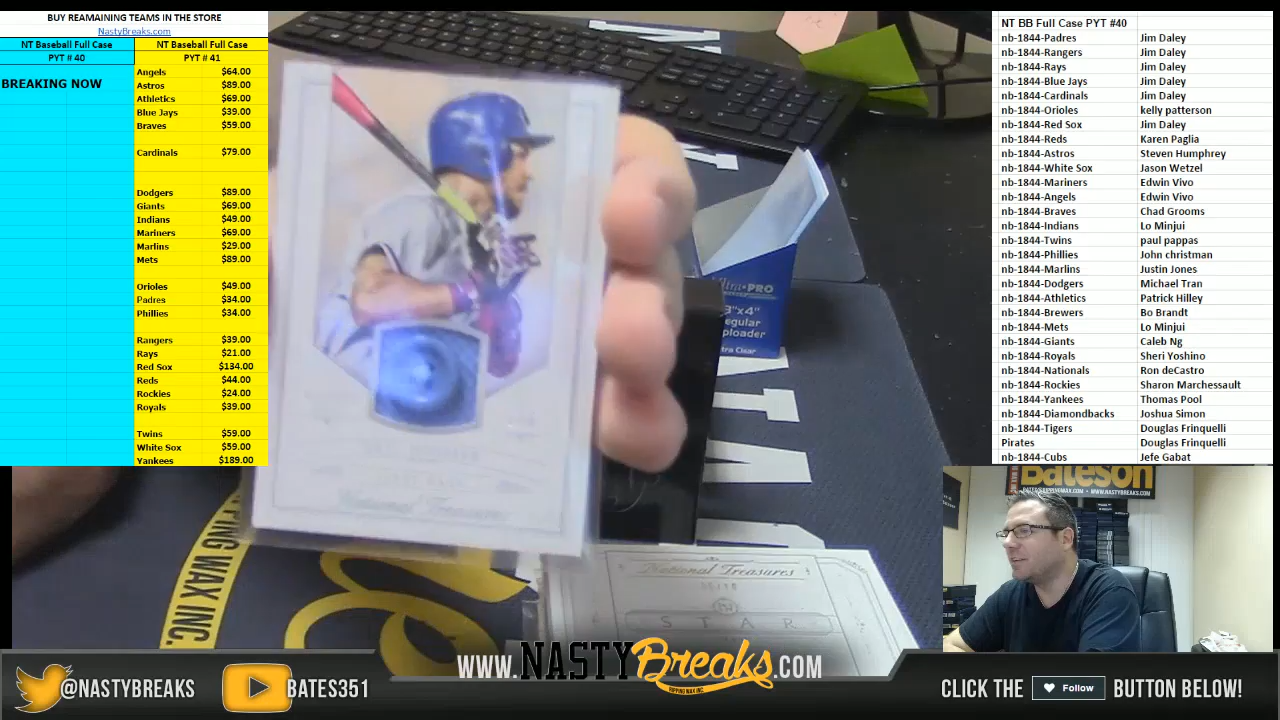 BUY REAMAINING TEAMS IN THE STORE
NastyBreaks.com
NT Baseball Full Case
NT Baseball Full Case
PYT # 40
PYT # 41
BREAKING NOW
Angels $64.00
Astros $89.00
Athletics $69.00
Blue Jays $39.00
Braves $59.00
Cardinals $79.00
Dodgers $89.00
Giants $69.00
Indians $49.00
Mariners $69.00
Marlins $29.00
Mets $89.00
Orioles $49.00
Padres $34.00
Phillies $34.00
Rangers $39.00
Rays $21.00
Red Sox $134.00
Reds $44.00
Rockies $24.00
Royals $39.00
Twins $59.00
White Sox $59.00
Yankees $189.00
NT BB Full Case PYT #40
nb-1844-Padres Jim Daley
nb-1844-Rangers Jim Daley
nb-1844-Rays Jim Daley
nb-1844-Blue Jays Jim Daley
nb-1844-Cardinals Jim Daley
nb-1844-Orioles kelly patterson
nb-1844-Red Sox Jim Daley
nb-1844-Reds Karen Paglia
nb-1844-Astros Steven Humphrey
nb-1844-White Sox Jason Wetzel
nb-1844-Mariners Edwin Vivo
nb-1844-Angels Edwin Vivo
nb-1844-Braves Chad Grooms
nb-1844-Indians Lo Minjui
nb-1844-Twins paul pappas
nb-1844-Phillies John christman
nb-1844-Marlins Justin Jones
nb-1844-Dodgers Michael Tran
nb-1844-Athletics Patrick Hilley
nb-1844-Brewers Bo Brandt
nb-1844-Mets Lo Minjui
nb-1844-Giants Caleb Ng
nb-1844-Royals Sheri Yoshino
nb-1844-Nationals Ron deCastro
nb-1844-Rockies Sharon Marchessault
nb-1844-Yankees Thomas Pool
nb-1844-Diamondbacks Joshua Simon
nb-1844-Tigers Douglas Frinquelli
Pirates Douglas Frinquelli
nb-1844-Cubs Jefe Gabat
Ultra•PRO
3"x4"
National Treasures
STAR
WAX INC.
Bateson
WWW.NASTYBreaks.COM
RIPPING WAX INC.
@NASTYBREAKS
BATES351
CLICK THE Follow BUTTON BELOW!